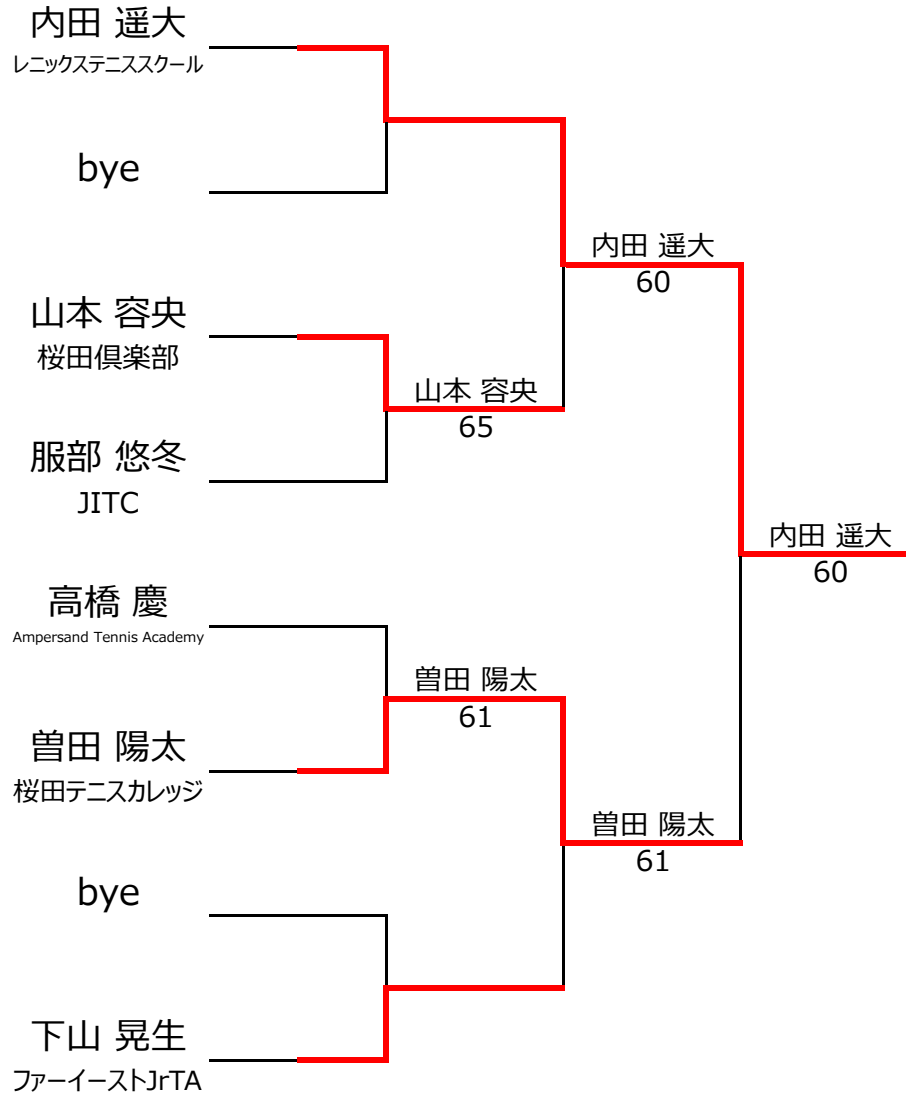 内田 遥大
レニックステニススクール
bye
山本 容央
桜田倶楽部
服部 悠冬
JITC
高橋 慶
Ampersand Tennis Academy
曽田 陽太
桜田テニスカレッジ
bye
下山 晃生
ファーイーストJrTA
山本 容央
65
曽田 陽太
61
内田 遥大
60
曽田 陽太
61
内田 遥大
60